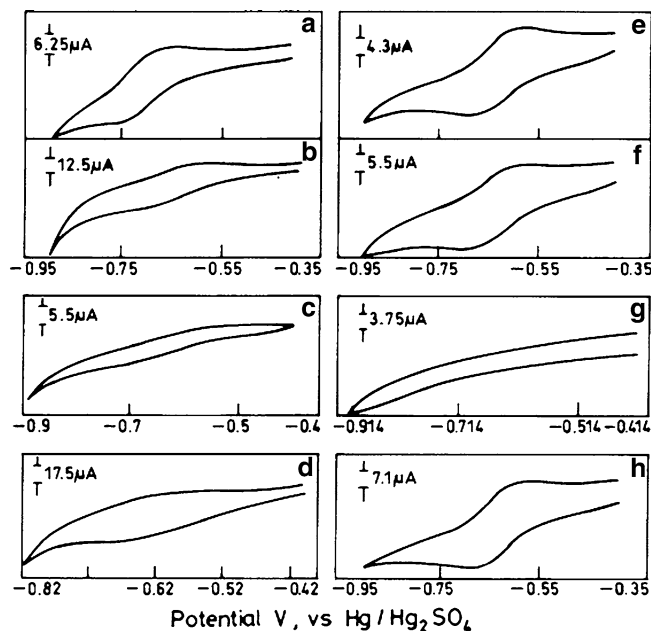 a
6.25µA
e
4.3µA
b
12.5µA
f
5.5µA
-0.95 -0.75 -0.55 -0.35
-0.95 -0.75 -0.55 -0.35
c
5.5µA
g
3.75µA
-0.9 -0.7 -0.5 -0.4
-0.914 -0.714 -0.514 -0.414
d
17.5µA
h
7.1µA
-0.82 -0.62 -0.52 -0.42
-0.95 -0.75 -0.55 -0.35
Potential V, vs Hg/Hg₂SO₄